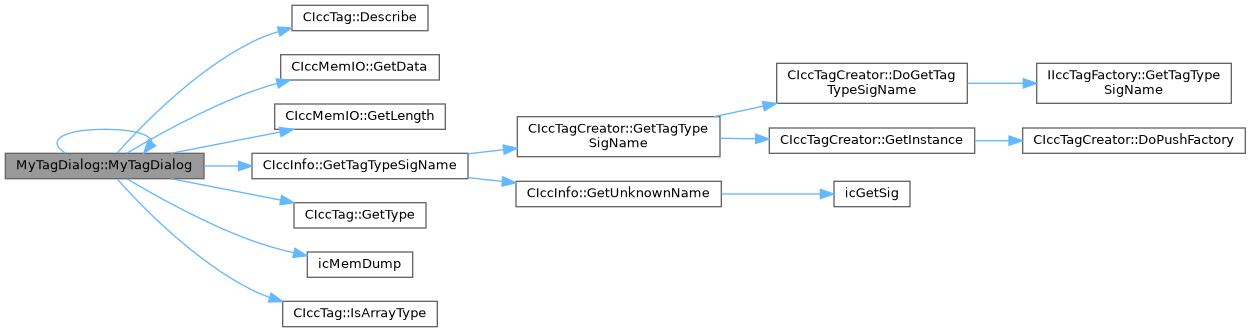 MyTagDialog::MyTagDialog
CIccTag::Describe
CIccMemIO::GetData
CIccMemIO::GetLength
CIccInfo::GetTagTypeSigName
CIccTag::GetType
icMemDump
CIccTag::IsArrayType
CIccTagCreator::GetTagType
SigName
CIccInfo::GetUnknownName
CIccTagCreator::DoGetTag
TypeSigName
CIccTagCreator::GetInstance
icGetSig
IIccTagFactory::GetTagType
SigName
CIccTagCreator::DoPushFactory